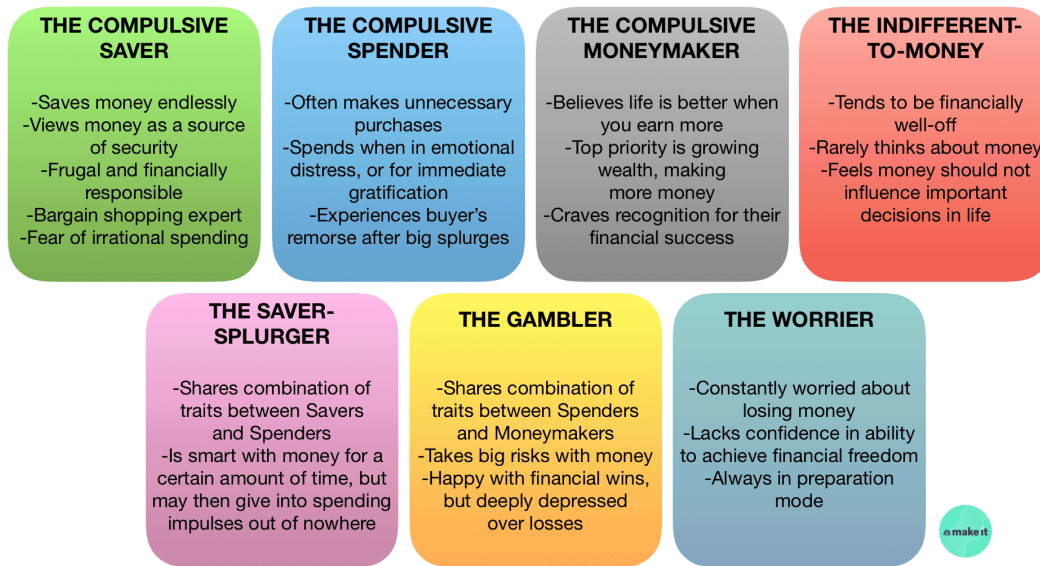 THE COMPULSIVE
SAVER
-Saves money endlessly
-Views money as a source
of security
-Frugal and financially
responsible
-Bargain shopping expert
-Fear of irrational spending
THE COMPULSIVE
SPENDER
-Often makes unnecessary
purchases
-Spends when in emotional
distress, or for immediate
gratification
-Experiences buyer’s
remorse after big splurges
THE COMPULSIVE
MONEYMAKER
-Believes life is better when
you earn more
-Top priority is growing
wealth, making
more money
-Craves recognition for their
financial success
THE INDIFFERENT-
TO-MONEY
-Tends to be financially
well-off
-Rarely thinks about money
-Feels money should not
influence important
decisions in life
THE SAVER-
SPLURGER
-Shares combination of
traits between Savers
and Spenders
-Is smart with money for a
certain amount of time, but
may then give into spending
impulses out of nowhere
THE GAMBLER
-Shares combination of
traits between Spenders
and Moneymakers
-Takes big risks with money
-Happy with financial wins,
but deeply depressed
over losses
THE WORRIER
-Constantly worried about
losing money
-Lacks confidence in ability
to achieve financial freedom
-Always in preparation
mode
make it